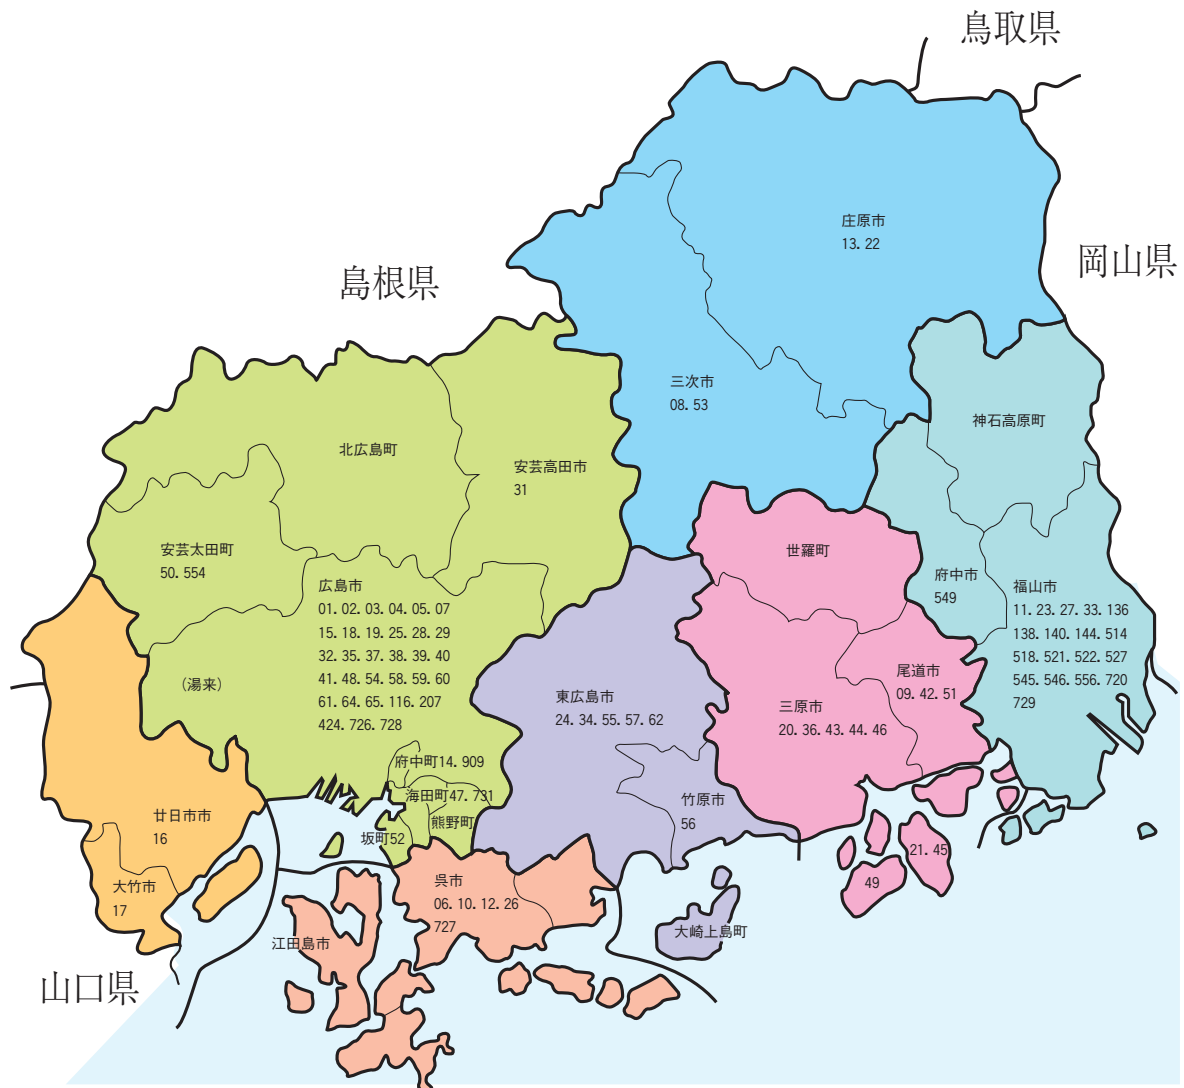 鳥取県
庄原市
13. 22
岡山県
島根県
三次市
08. 53
神石高原町
北広島町
安芸高田市
31
世羅町
安芸太田町
50. 554
府中市
549
福山市
11. 23. 27. 33. 136
138. 140. 144. 514
518. 521. 522. 527
545. 546. 556. 720
729
広島市
01. 02. 03. 04. 05. 07
15. 18. 19. 25. 28. 29
32. 35. 37. 38. 39. 40
41. 48. 54. 58. 59. 60
61. 64. 65. 116. 207
424. 726. 728
(湯来)
尾道市
09. 42. 51
東広島市
24. 34. 55. 57. 62
三原市
20. 36. 43. 44. 46
府中町14. 909
海田町47. 731
竹原市
56
熊野町
坂町52
廿日市市
16
21. 45
大竹市
17
呉市
06. 10. 12. 26
727
49
大崎上島町
江田島市
山口県